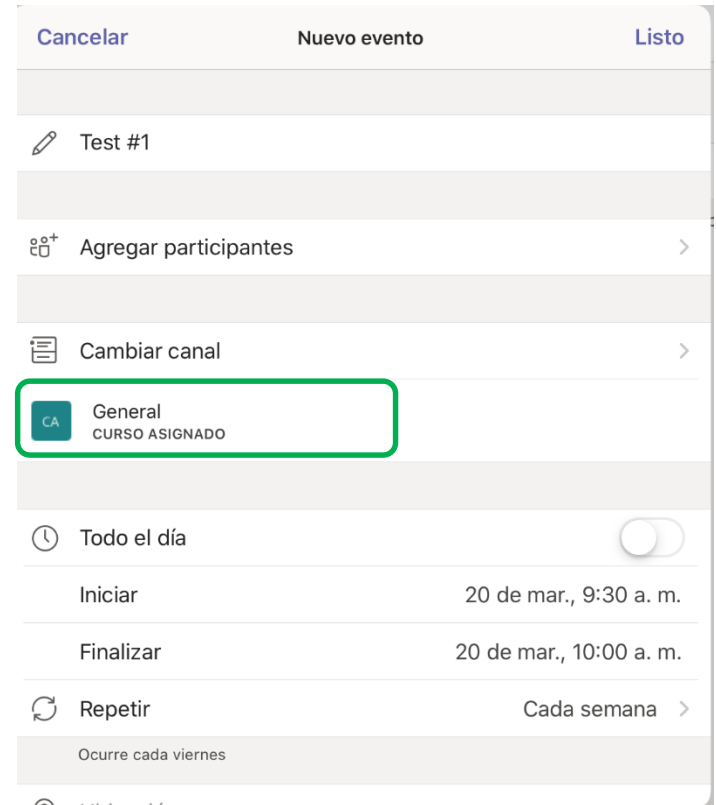 Cancelar Nuevo evento Listo
Test #1
Agregar participantes
Cambiar canal
CA
General
CURSO ASIGNADO
Todo el día
Iniciar 20 de mar., 9:30 a. m.
Finalizar 20 de mar., 10:00 a. m.
Repetir Cada semana
Ocurre cada viernes